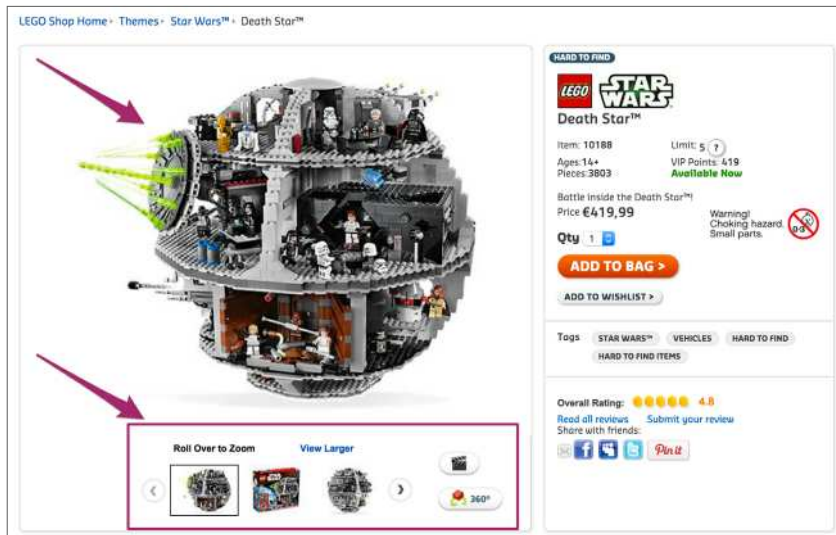 LEGO Shop Home › Themes › Star Wars™ › Death Star™
HARD TO FIND
LEGO STAR WARS
Death Star™
Item: 10188 Limit: 5 ?
Ages:14+ VIP Points: 419
Pieces:3803 Available Now
Battle inside the Death Star™!
Price €419,99
Warning!
Choking hazard.
Small parts.
0-3
Qty 1
ADD TO BAG >
ADD TO WISHLIST >
Tags STAR WARS™ VEHICLES HARD TO FIND
HARD TO FIND ITEMS
Overall Rating: 4.8
Read all reviews Submit your review
Share with friends:
Pin it
Roll Over to Zoom View Larger
360°